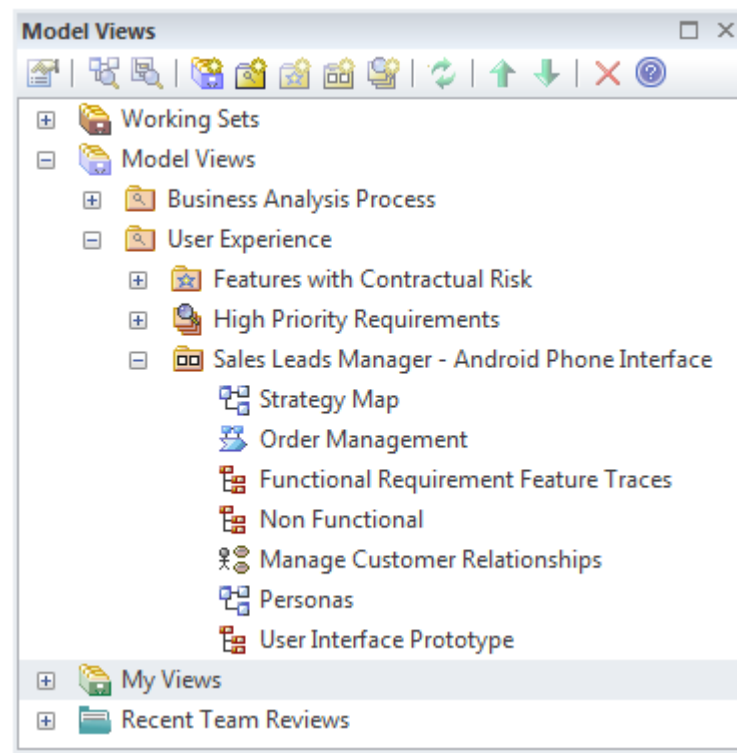 Model Views
Working Sets
Model Views
Business Analysis Process
User Experience
Features with Contractual Risk
High Priority Requirements
Sales Leads Manager - Android Phone Interface
Strategy Map
Order Management
Functional Requirement Feature Traces
Non Functional
Manage Customer Relationships
Personas
User Interface Prototype
My Views
Recent Team Reviews